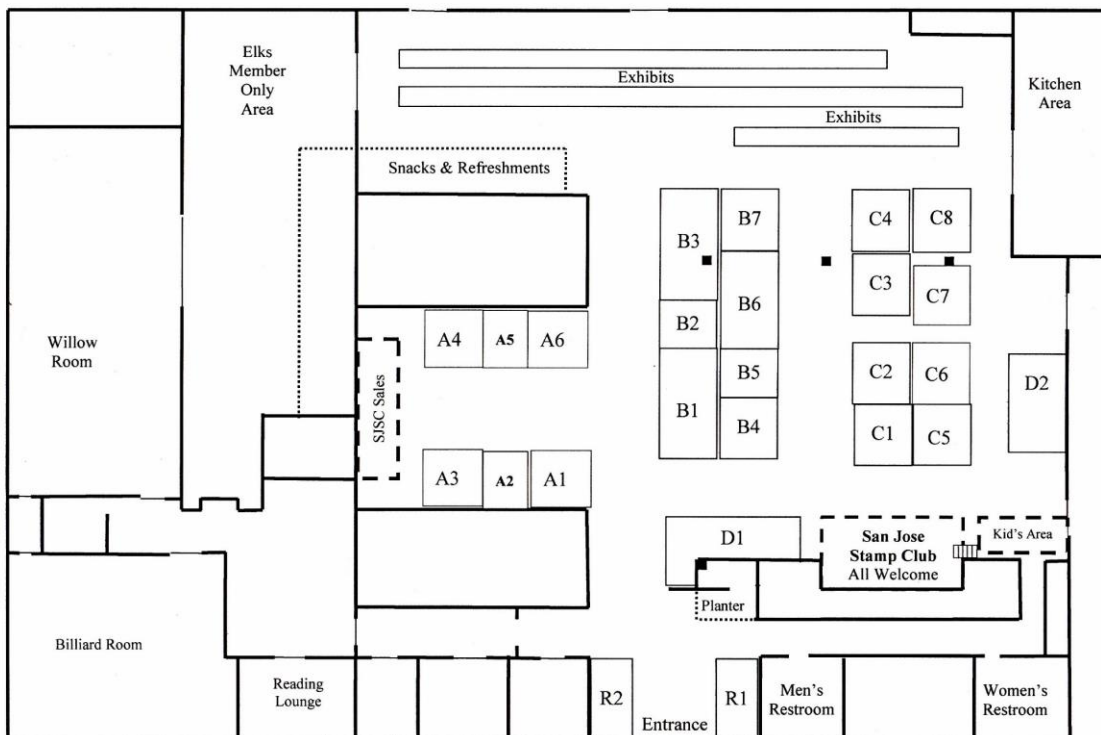 Elks
Member
Only
Area
Exhibits
Kitchen
Area
Exhibits
Snacks & Refreshments
B3
B7
C4
C8
B6
C3
C7
Willow
Room
A4
A5
A6
B2
SJSC Sales
B1
B5
C2
C6
D2
B4
C1
C5
A3
A2
A1
D1
San Jose
Stamp Club
All Welcome
Kid's Area
Planter
Billiard Room
Reading
Lounge
R2
Entrance
R1
Men's
Restroom
Women's
Restroom